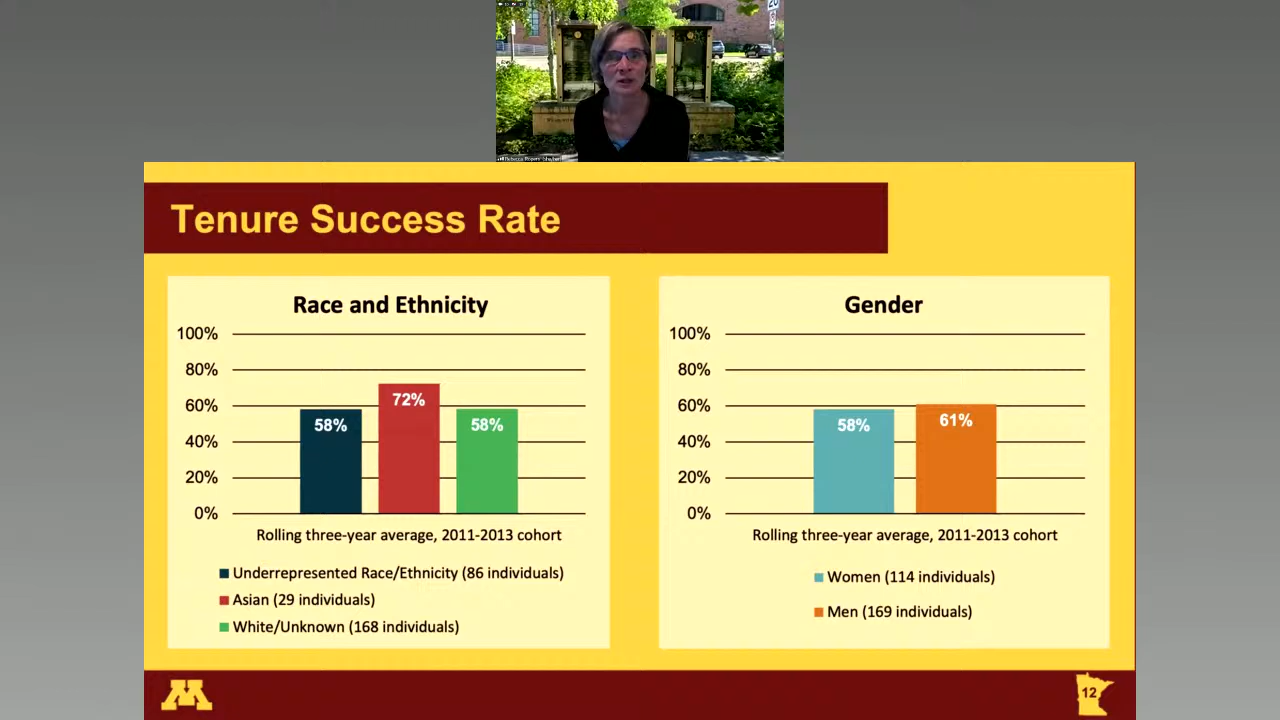 20
Tenure Success Rate
Race and Ethnicity
100%
80%
60%
40%
20%
0%
58%
72%
58%
Rolling three-year average, 2011-2013 cohort
Underrepresented Race/Ethnicity (86 individuals)
Asian (29 individuals)
White/Unknown (168 individuals)
Gender
100%
80%
60%
40%
20%
0%
58%
61%
Rolling three-year average, 2011-2013 cohort
Women (114 individuals)
Men (169 individuals)
M
12